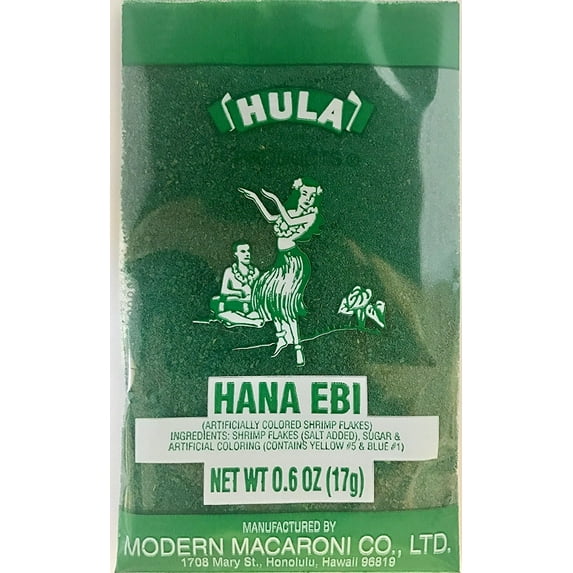 HULA
PRODUCTS
HANA EBI
(ARTIFICIALLY COLORED SHRIMP FLAKES)
INGREDIENTS: SHRIMP FLAKES (SALT ADDED), SUGAR &
ARTIFICIAL COLORING (CONTAINS YELLOW #5 & BLUE #1)
NET WT 0.6 OZ (17g)
MANUFACTURED BY
MODERN MACARONI CO., LTD.
1708 Mary St., Honolulu, Hawaii 96819